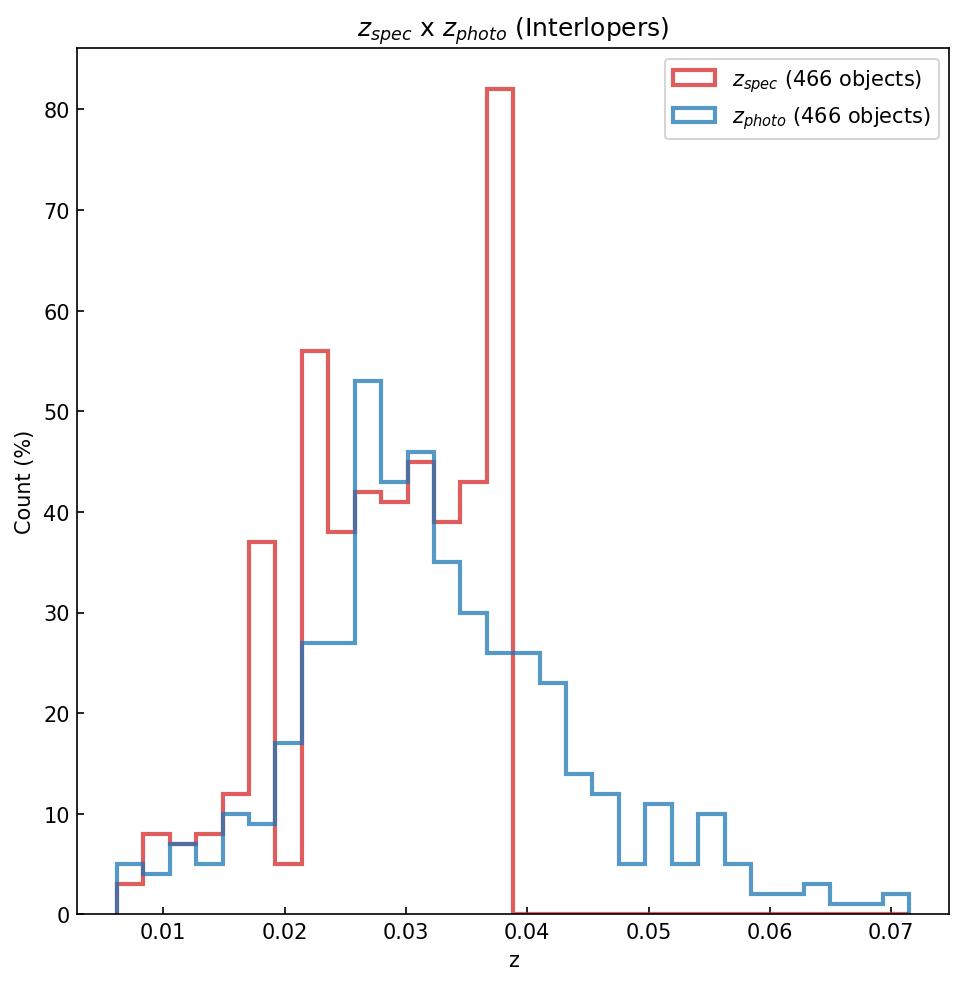 z_spec x z_photo (Interlopers)
z_spec (466 objects)
z_photo (466 objects)
Count (%)
80
70
60
50
40
30
20
10
0
0.01 0.02 0.03 0.04 0.05 0.06 0.07
z